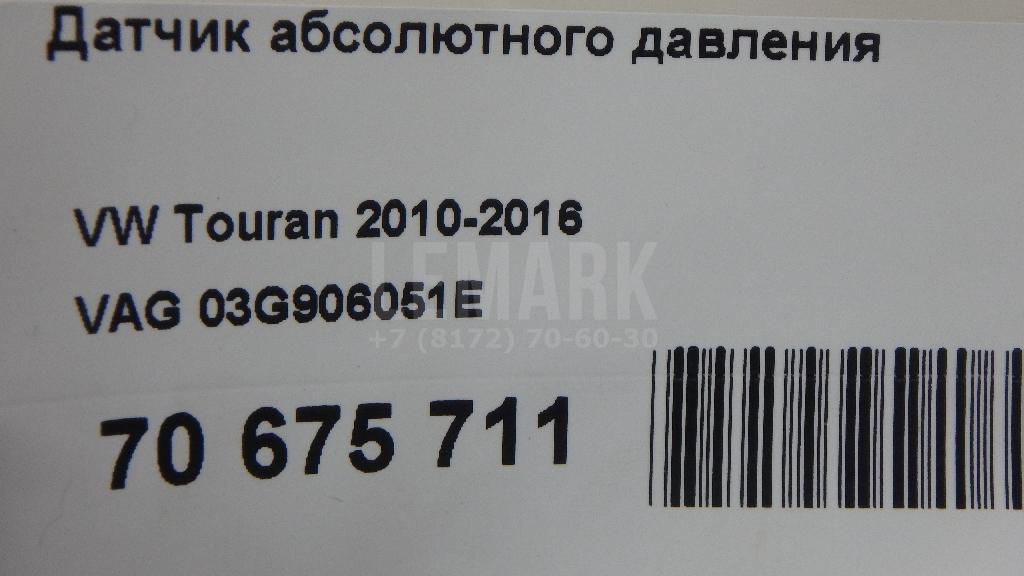 Датчик абсолютного давления
VW Touran 2010-2016
LEMARK
VAG 03G906051E
+7 (8172) 70-60-30
70 675 711